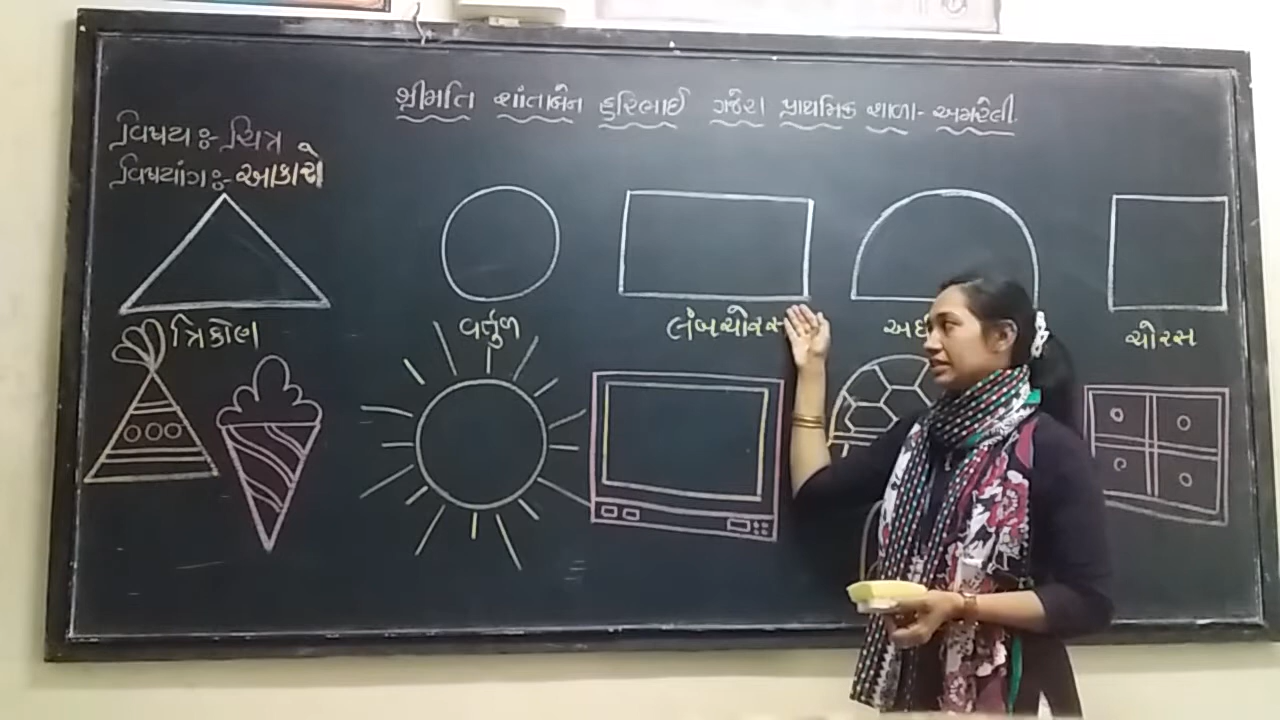 શ્રીમતિ શાંતાબેન હરિભાઈ ગજેરા પ્રાથમિક શાળા - અમરેલી.
વિષય :- ચિત્ર
વિષયાંગ :- આકારો
ત્રિકોણ વર્તુળ લંબચોરસ ચોરસ